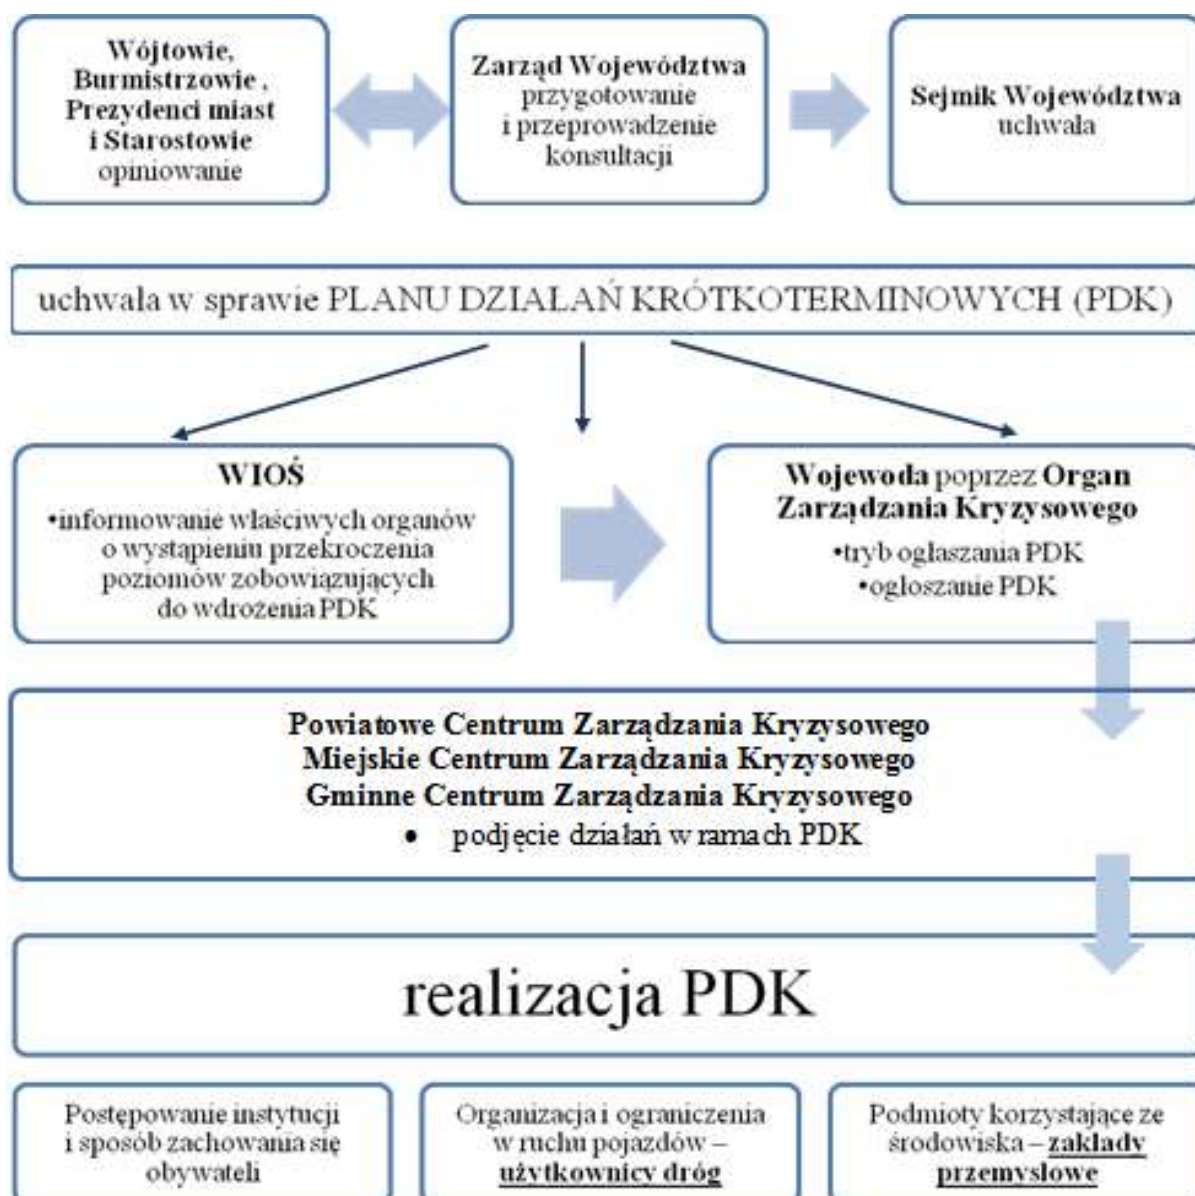 Wójtowie,
Burmistrzowie ,
Prezydenci miast
i Starostowie
opiniowanie
Zarząd Województwa
przygotowanie
i przeprowadzenie
konsultacji
Sejmik Województwa
uchwala
uchwała w sprawie PLANU DZIAŁAŃ KRÓTKOTERMINOWYCH (PDK)
WIOŚ
•informowanie właściwych organów
o wystąpieniu przekroczenia
poziomów zobowiązujących
do wdrożenia PDK
Wojewoda poprzez Organ
Zarządzania Kryzysowego
•tryb ogłaszania PDK
•ogłoszanie PDK
Powiatowe Centrum Zarządzania Kryzysowego
Miejskie Centrum Zarządzania Kryzysowego
Gminne Centrum Zarządzania Kryzysowego
• podjęcie działań w ramach PDK
realizacja PDK
Postępowanie instytucji
i sposób zachowania się
obywateli
Organizacja i ograniczenia
w ruchu pojazdów –
użytkownicy dróg
Podmioty korzystające ze
środowiska – zakłady
przemysłowe